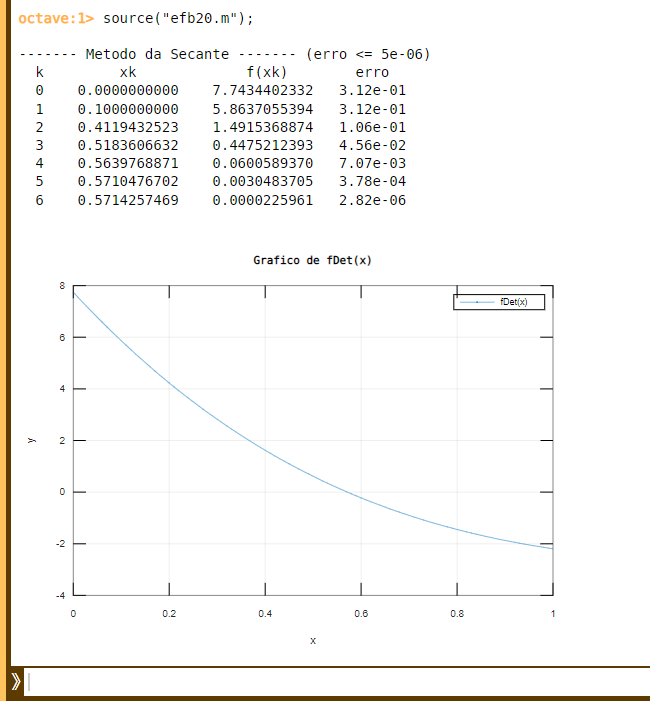 octave:1> source("efb20.m");
------- Metodo da Secante ------- (erro <= 5e-06)
k xk f(xk) erro
0 0.0000000000 7.7434402332 3.12e-01
1 0.1000000000 5.8637055394 3.12e-01
2 0.4119432523 1.4915368874 1.06e-01
3 0.5183606632 0.4475212393 4.56e-02
4 0.5639768871 0.0600589370 7.07e-03
5 0.5710476702 0.0030483705 3.78e-04
6 0.5714257469 0.0000225961 2.82e-06
Grafico de fDet(x)
fDet(x)
8
6
4
2
0
-2
-4
y
0 0.2 0.4 0.6 0.8 1
x